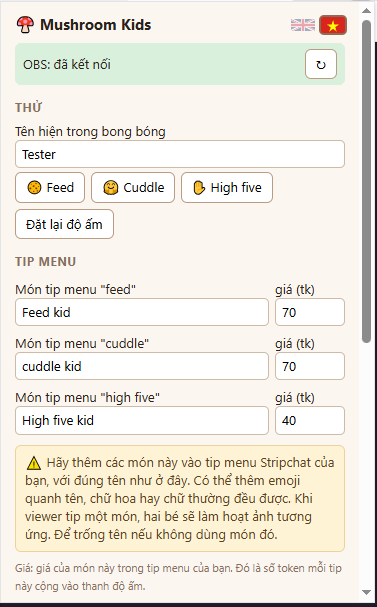 Mushroom Kids
OBS: đã kết nối
↻
THỬ
Tên hiện trong bong bóng
Tester
Feed
Cuddle
High five
Đặt lại độ ấm
TIP MENU
Món tip menu "feed"
giá (tk)
Feed kid
70
Món tip menu "cuddle"
giá (tk)
cuddle kid
70
Món tip menu "high five"
giá (tk)
High five kid
40
⚠️ Hãy thêm các món này vào tip menu Stripchat của
bạn, với đúng tên như ở đây. Có thể thêm emoji
quanh tên, chữ hoa hay chữ thường đều được. Khi
viewer tip một món, hai bé sẽ làm hoạt ảnh tương
ứng. Để trống tên nếu không dùng món đó.
Giá: giá của món này trong tip menu của bạn. Đó là số token mỗi tip
này cộng vào thanh độ ấm.